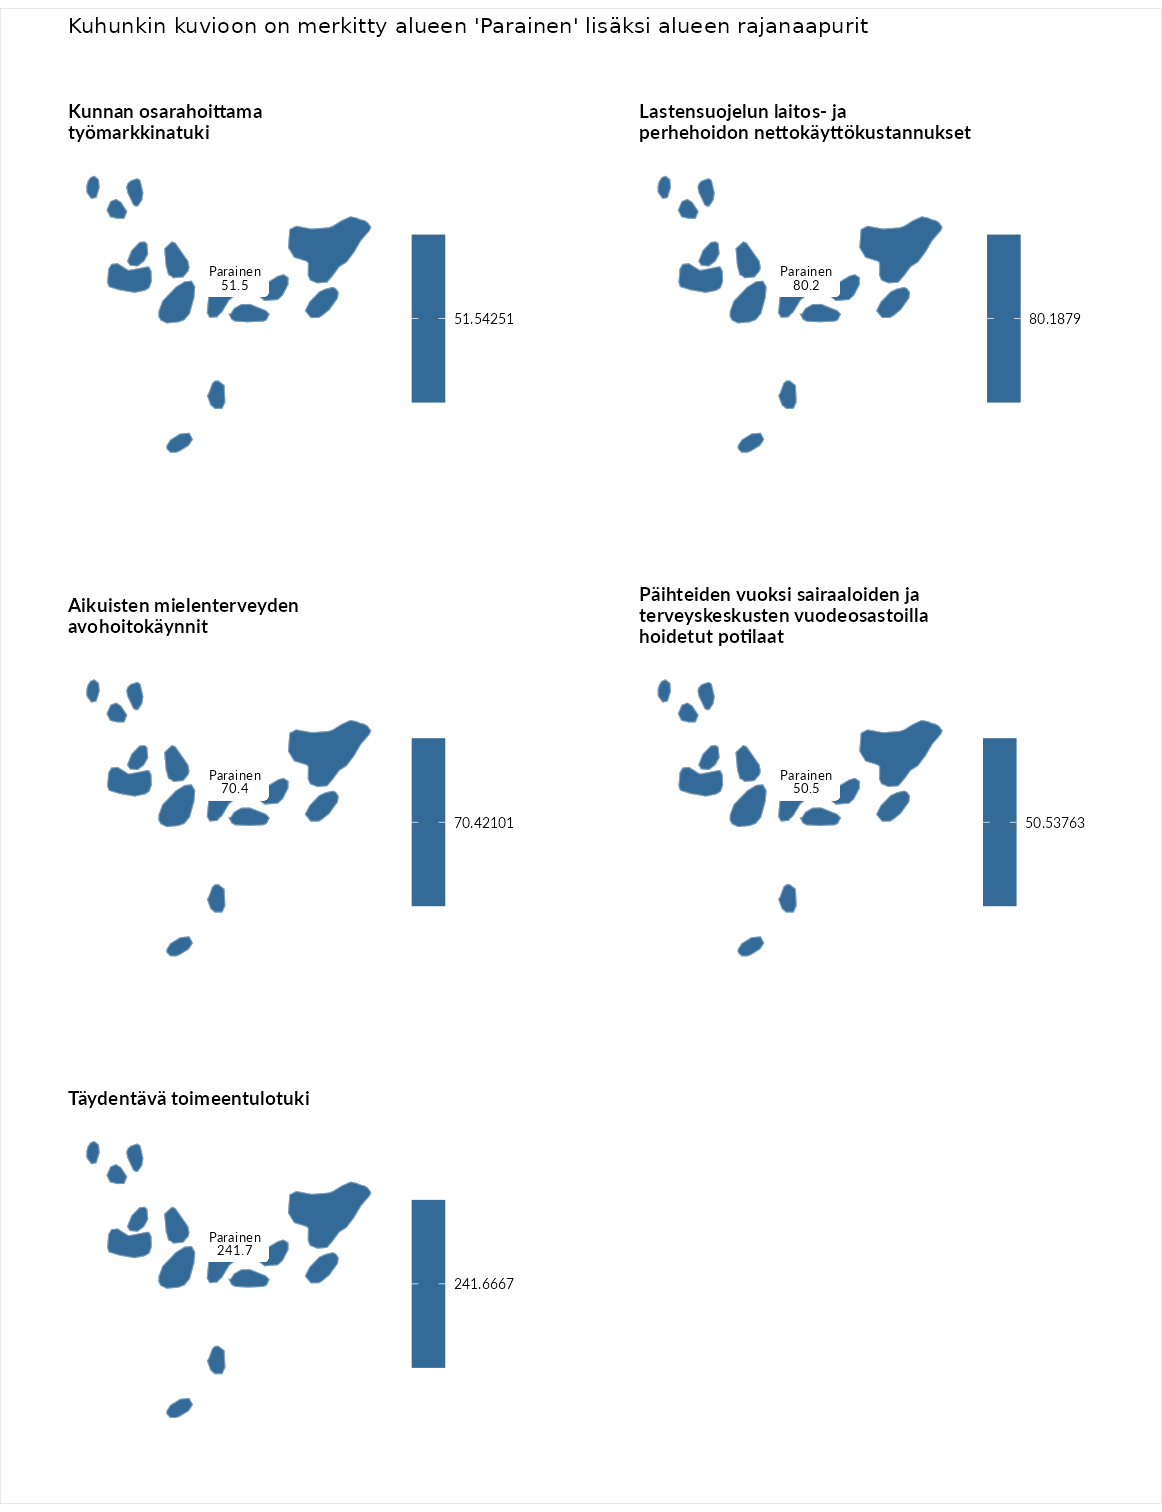 Kuhunkin kuvioon on merkitty alueen 'Parainen' lisäksi alueen rajanaapurit
Kunnan osarahoittama
työmarkkinatuki
Parainen
51.5
51.54251
Lastensuojelun laitos- ja
perhehoidon nettokäyttökustannukset
Parainen
80.2
80.1879
Aikuisten mielenterveyden
avohoitokäynnit
Parainen
70.4
70.42101
Päihteiden vuoksi sairaaloiden ja
terveyskeskusten vuodeosastoilla
hoidetut potilaat
Parainen
50.5
50.53763
Täydentävä toimeentulotuki
Parainen
241.7
241.6667